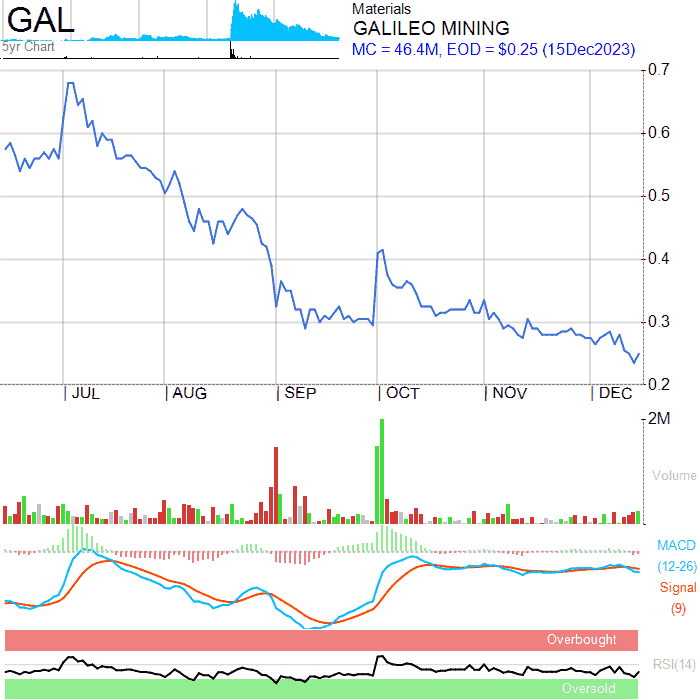 GAL
5yr Chart
Materials
GALILEO MINING
MC = 46.4M, EOD = $0.25 (15Dec2023)
0.7
0.6
0.5
0.4
0.3
0.2
JUL AUG SEP OCT NOV DEC
2M
Volume
MACD
(12-26)
Signal
(9)
Overbought
RSI(14)
Oversold